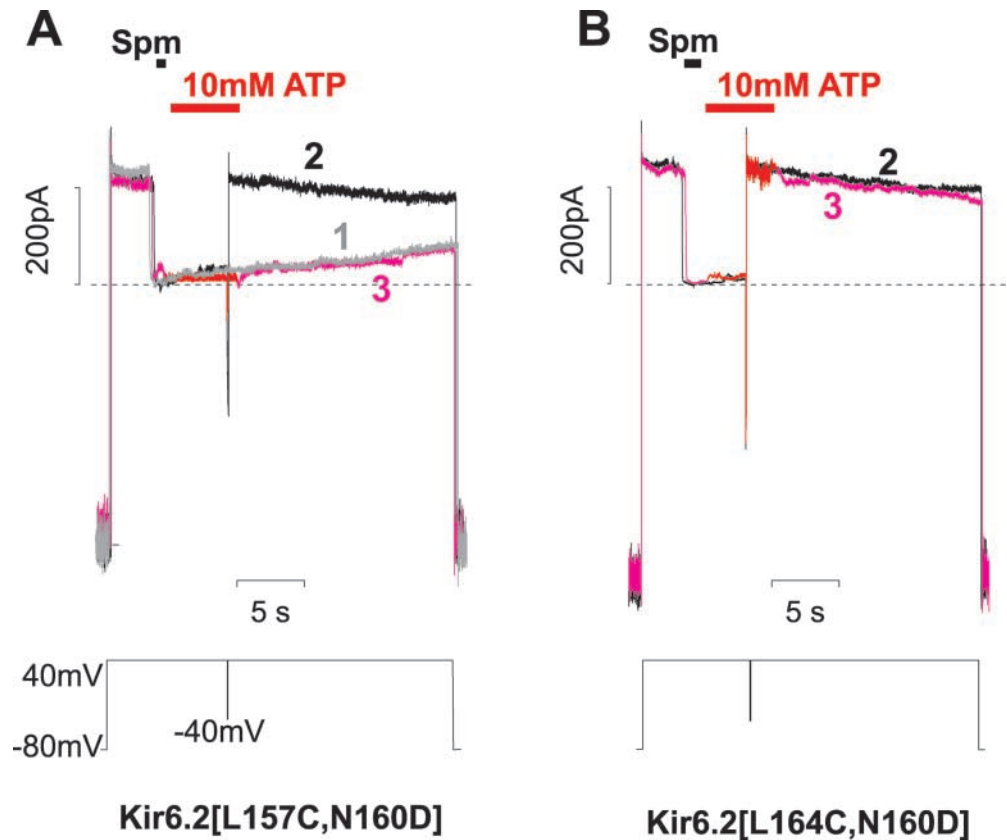 A
Spm
10mM ATP
2
1
3
200pA
5 s
40mV
-80mV
-40mV
Kir6.2[L157C,N160D]
B
Spm
10mM ATP
2
3
200pA
5 s
Kir6.2[L164C,N160D]